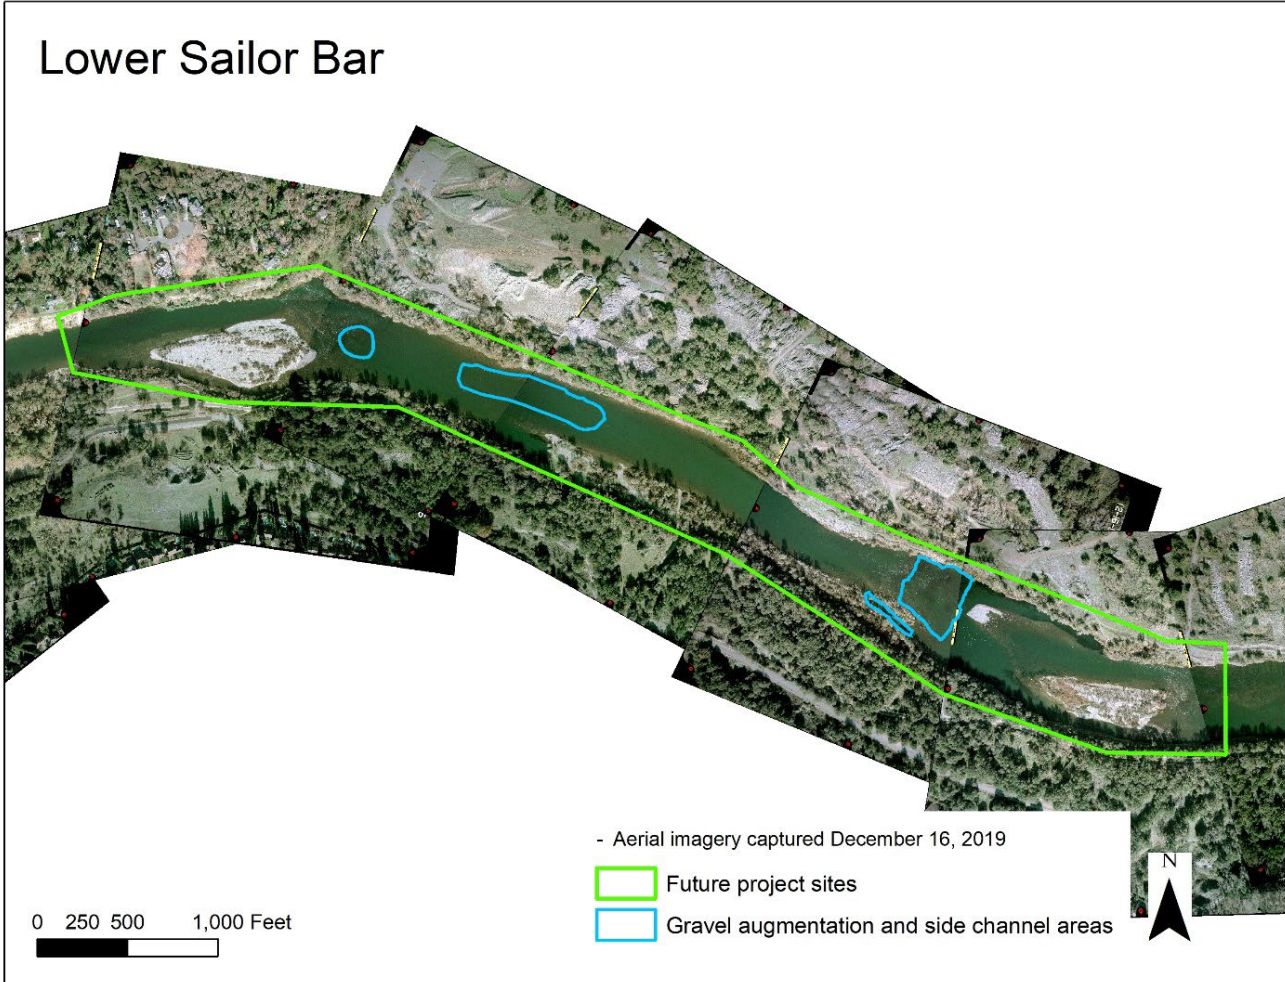 Lower Sailor Bar
- Aerial imagery captured December 16, 2019
Future project sites
Gravel augmentation and side channel areas
0 250 500 1,000 Feet
N